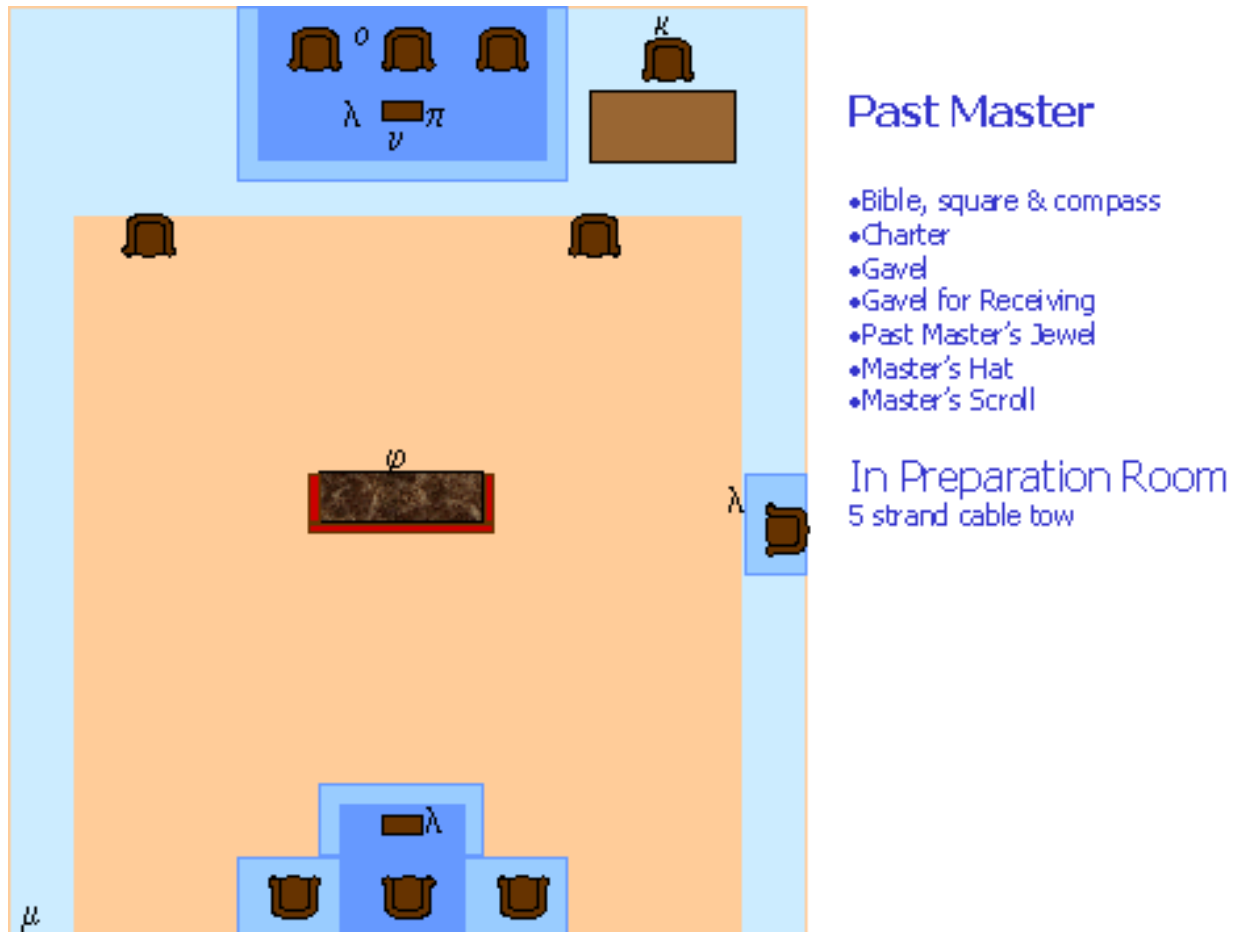 κ
ο
λ π
ν
φ
λ
λ
μ
Past Master
•Bible, square & compass
•Charter
•Gavel
•Gavel for Receiving
•Past Master's Jewel
•Master's Hat
•Master's Scroll
In Preparation Room
5 strand cable tow